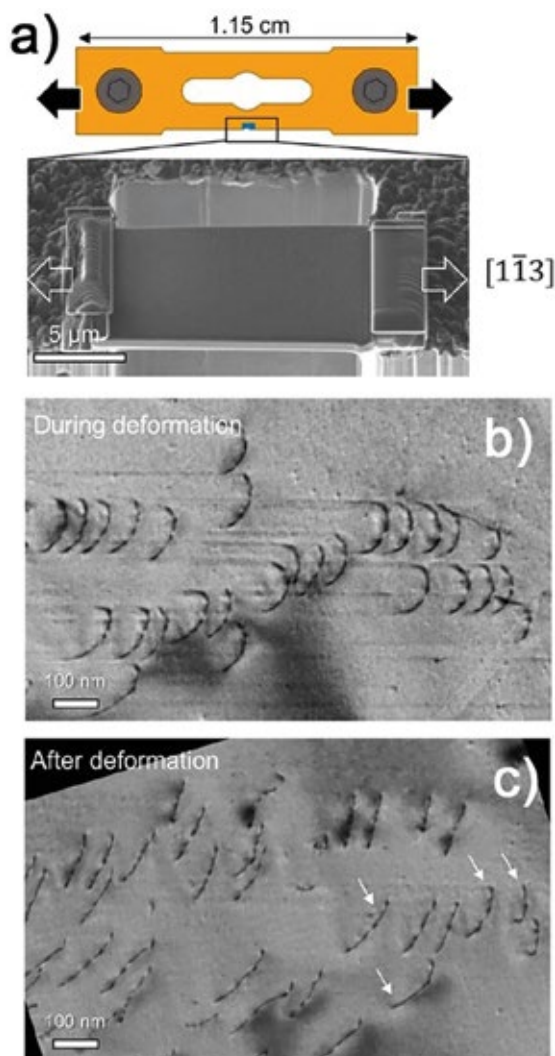 a)
1.15 cm
[11̄3]
5 μm
During deformation
b)
100 nm
After deformation
c)
100 nm